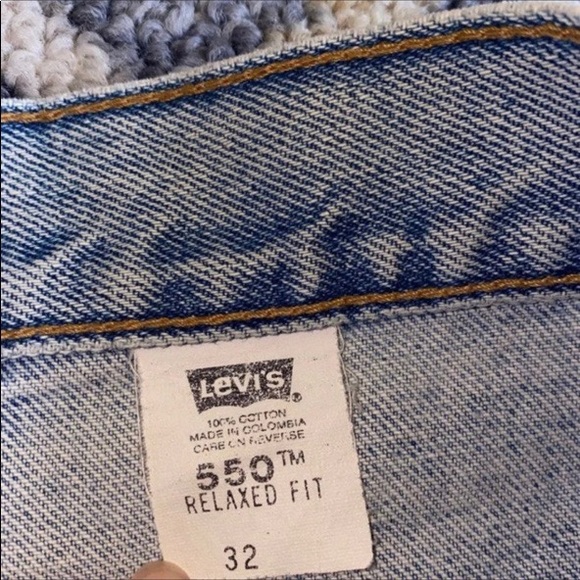 LEVI'S ®
100% COTTON
MADE IN COLOMBIA
CARE ON REVERSE
550™
RELAXED FIT
32